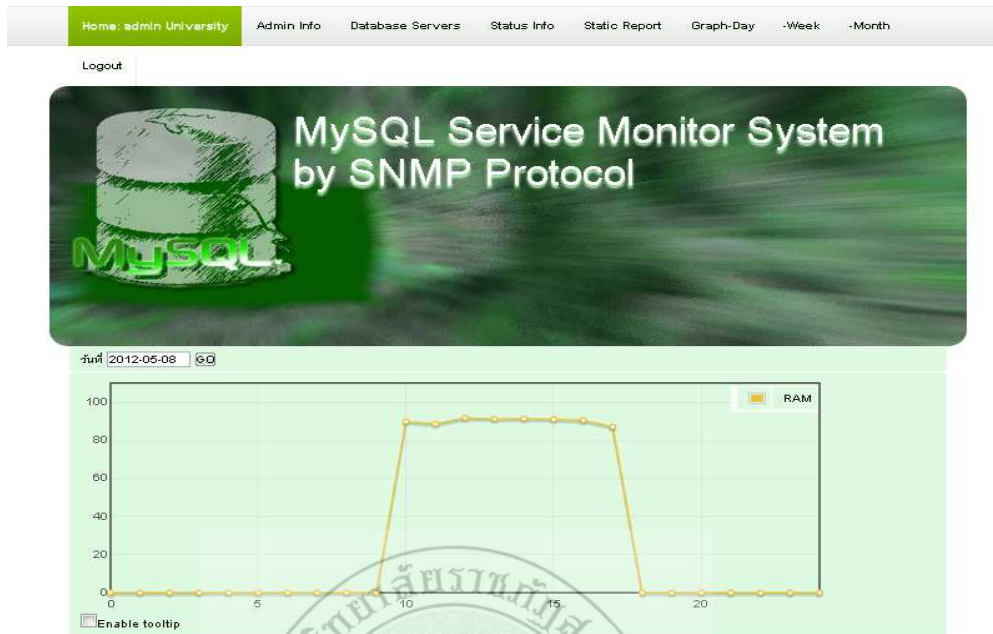 Home: admin University Admin Info Database Servers Status Info Static Report Graph-Day -Week -Month
Logout
MySQL Service Monitor System
by SNMP Protocol
MySQL
วันที่ 2012-05-08 GO
RAM
100
80
60
40
20
0
0 5 10 15 20
Enable tooltip